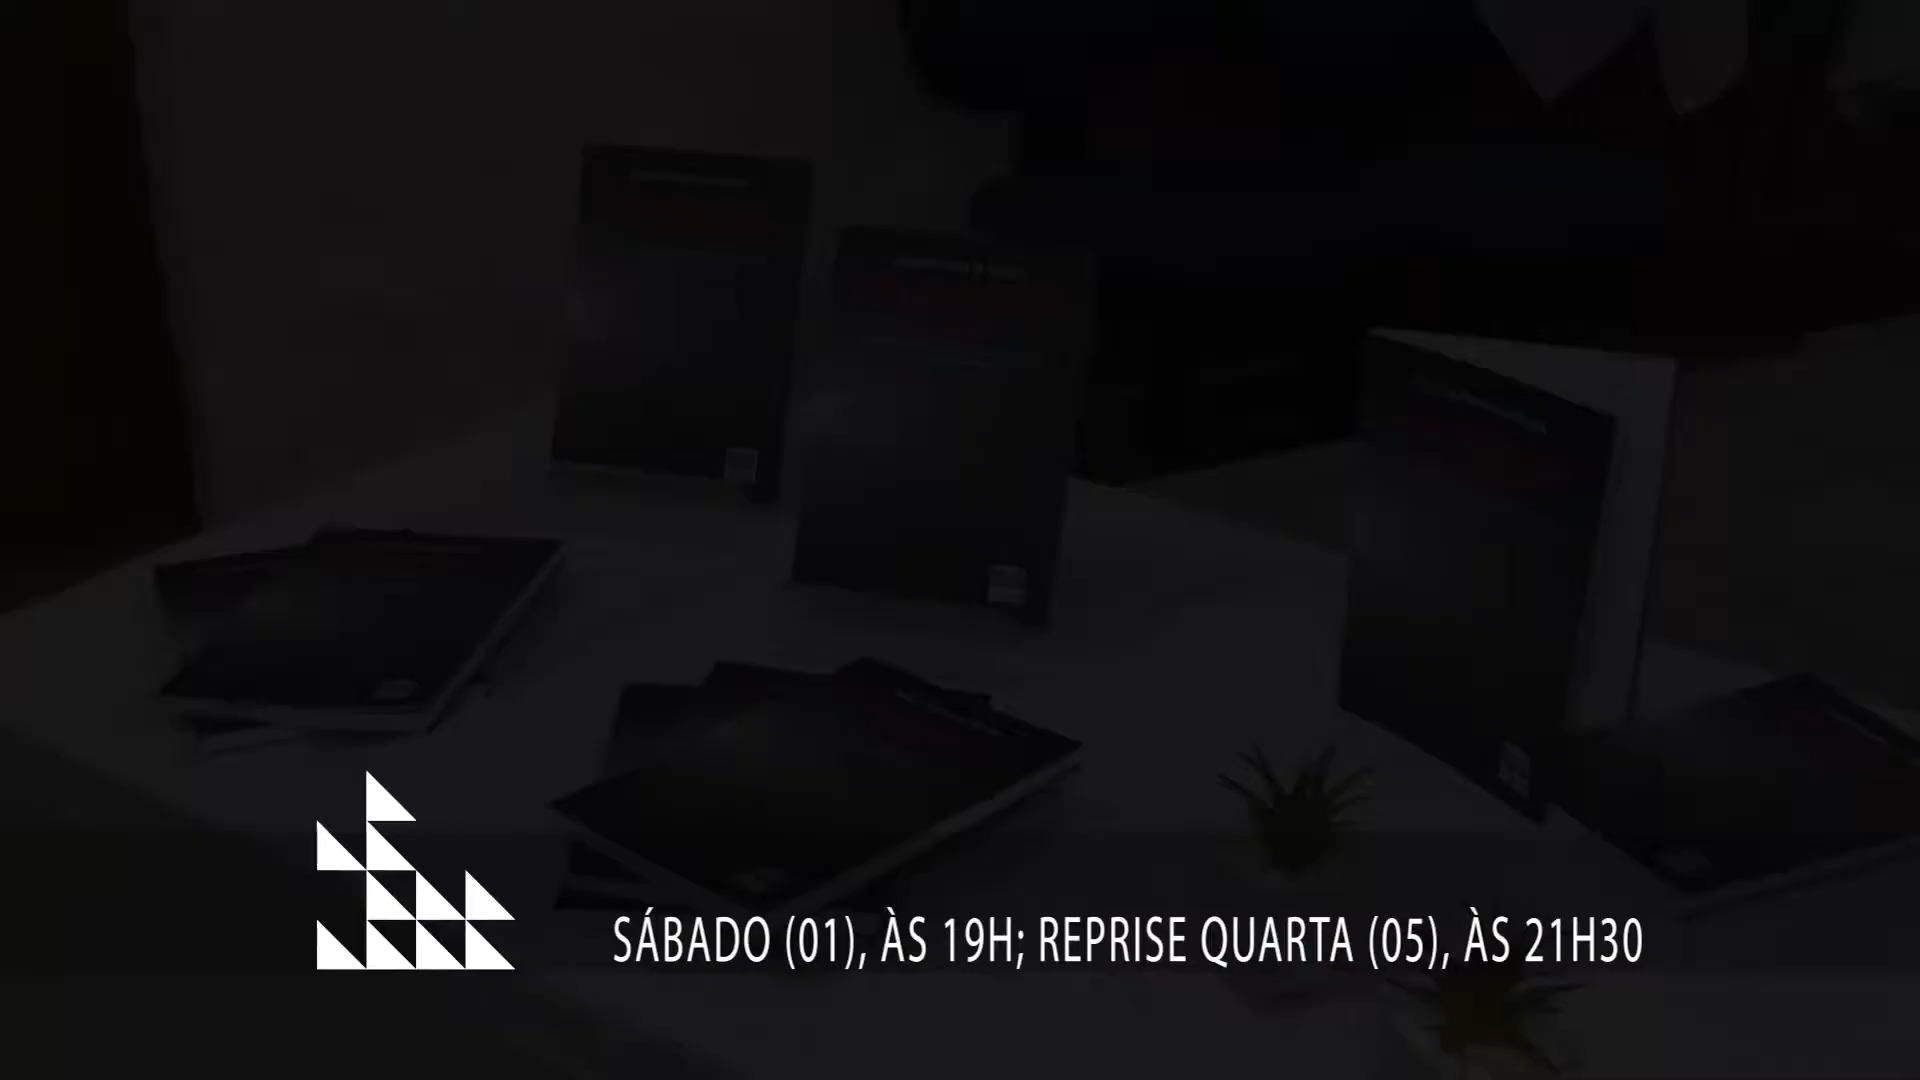 SÁBADO (01), ÀS 19H; REPRISE QUARTA (05), ÀS 21H30